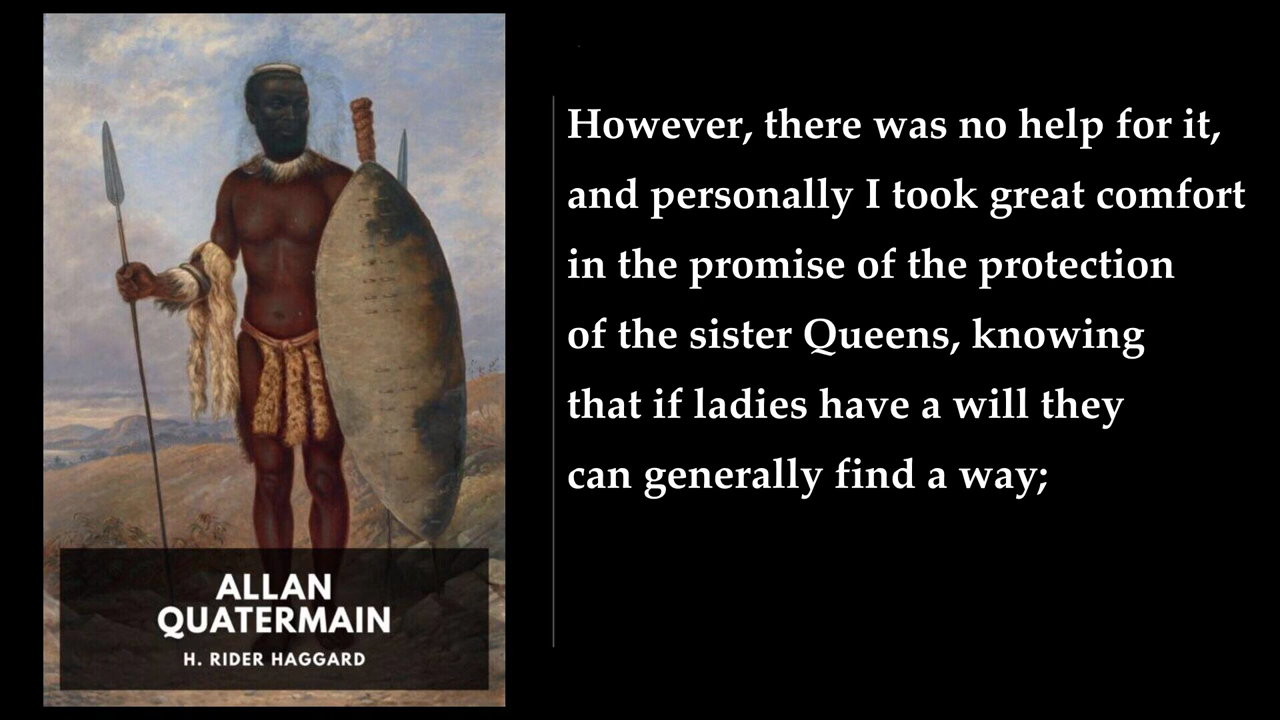 However, there was no help for it,
and personally I took great comfort
in the promise of the protection
of the sister Queens, knowing
that if ladies have a will they
can generally find a way;
ALLAN
QUATERMAIN
H. RIDER HAGGARD